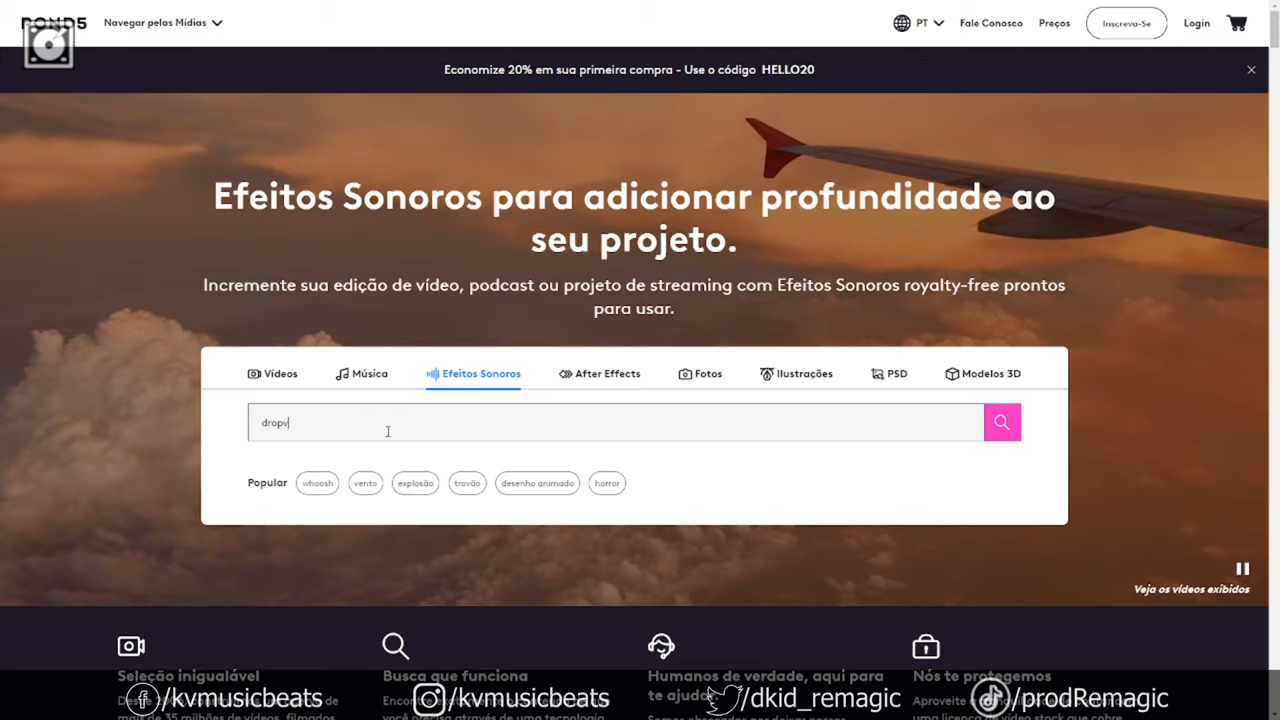 POND5
Navegar pelas Mídias
PT
Fale Conosco
Preços
Inscreva-Se
Login
Economize 20% em sua primeira compra - Use o código HELLO20
Efeitos Sonoros para adicionar profundidade ao
seu projeto.
Incremente sua edição de vídeo, podcast ou projeto de streaming com Efeitos Sonoros royalty-free prontos
para usar.
Vídeos
Música
Efeitos Sonoros
After Effects
Fotos
Ilustrações
PSD
Modelos 3D
dropv
Popular
whoosh
vento
explosão
trovão
desenho animado
horror
Veja os vídeos exibidos
Seleção inigualável
Busca que funciona
Humanos de verdade, aqui para
te ajudar
Nós te protegemos
/kvmusicbeats
/kvmusicbeats
/dkid_remagic
/prodRemagic